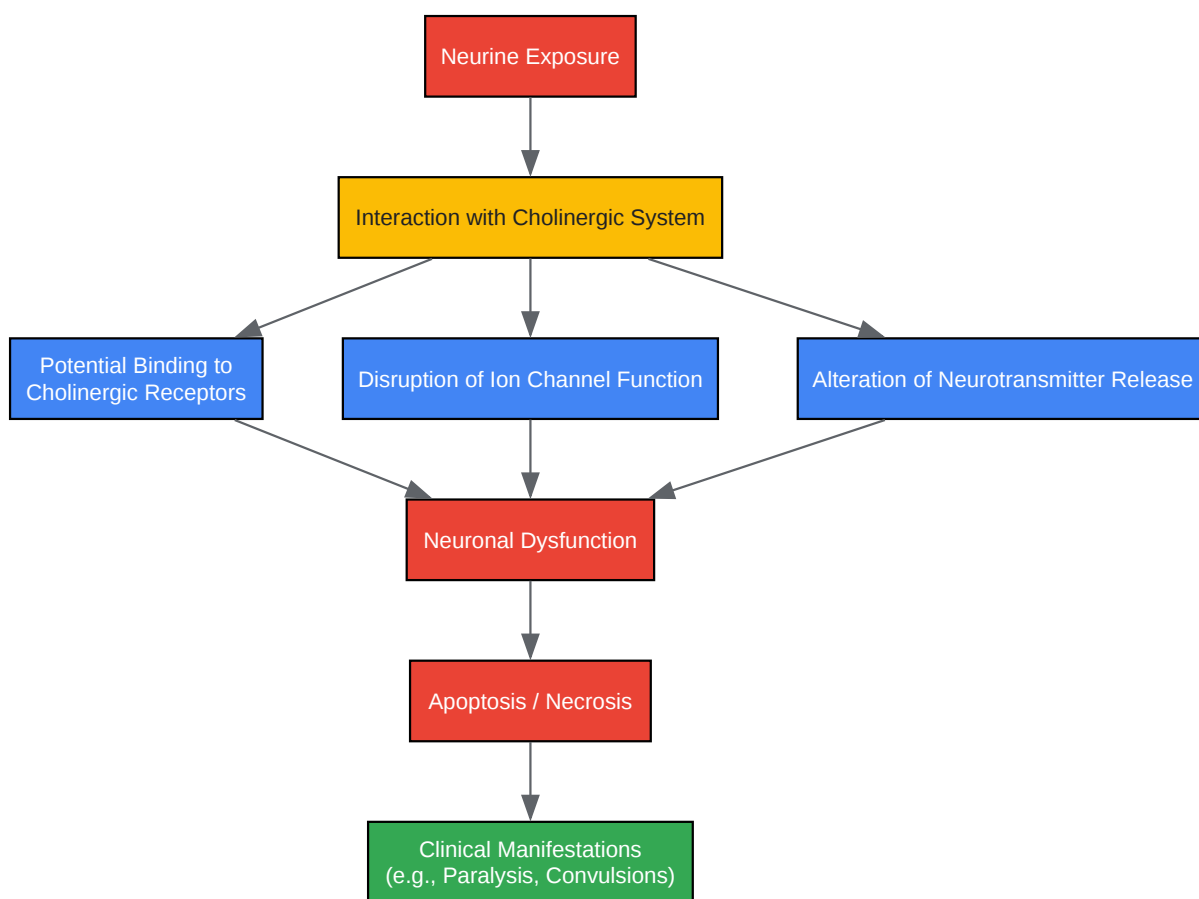 Neurine Exposure
Interaction with Cholinergic System
Potential Binding to
Cholinergic Receptors
Disruption of Ion Channel Function
Alteration of Neurotransmitter Release
Neuronal Dysfunction
Apoptosis / Necrosis
Clinical Manifestations
(e.g., Paralysis, Convulsions)